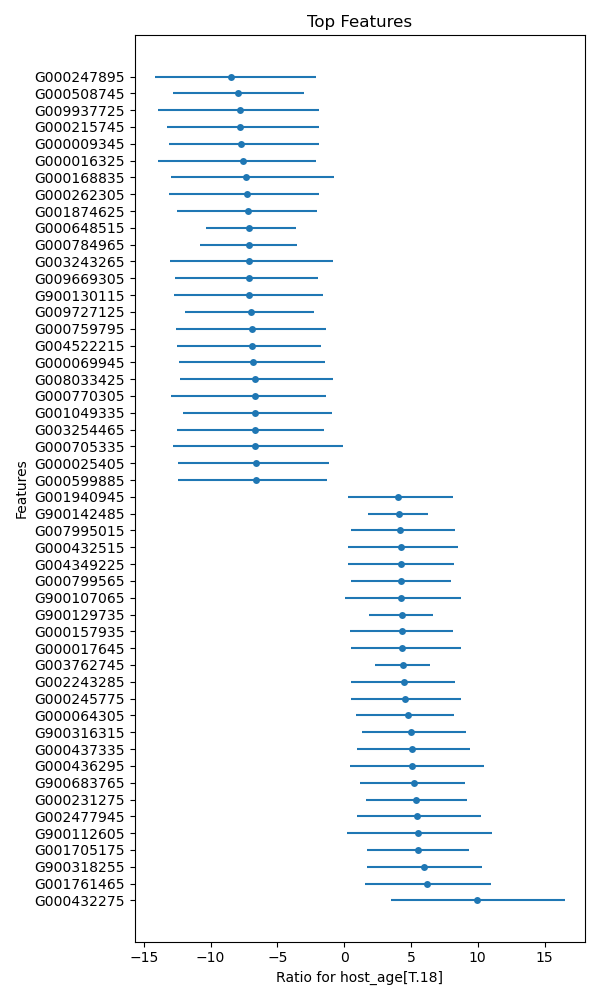 Top Features
G000247895
G000508745
G009937725
G000215745
G000009345
G000016325
G000168835
G000262305
G001874625
G000648515
G000784965
G003243265
G009669305
G900130115
G009727125
G000759795
G004522215
G000069945
G008033425
G000770305
G001049335
G003254465
G000705335
G000025405
G000599885
G001940945
G900142485
G007995015
G000432515
G004349225
G000799565
G900107065
G900129735
G000157935
G000017645
G003762745
G002243285
G000245775
G000064305
G900316315
G000437335
G000436295
G900683765
G000231275
G002477945
G900112605
G001705175
G900318255
G001761465
G000432275
Features
−15 −10 −5 0 5 10 15
Ratio for host_age[T.18]